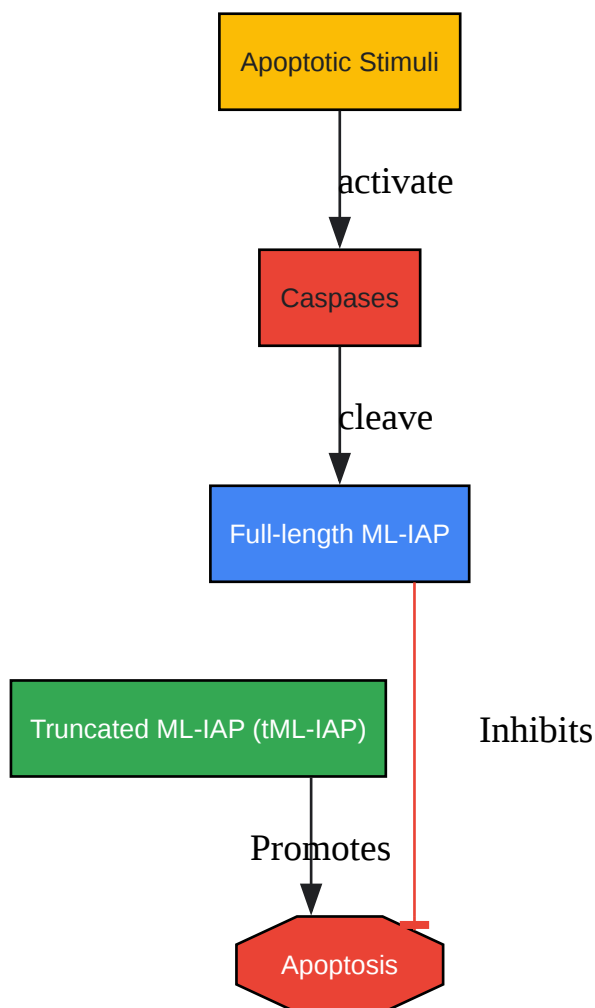 Apoptotic Stimuli
activate
Caspases
cleave
Full-length ML-IAP
Truncated ML-IAP (tML-IAP)
Inhibits
Promotes
Apoptosis